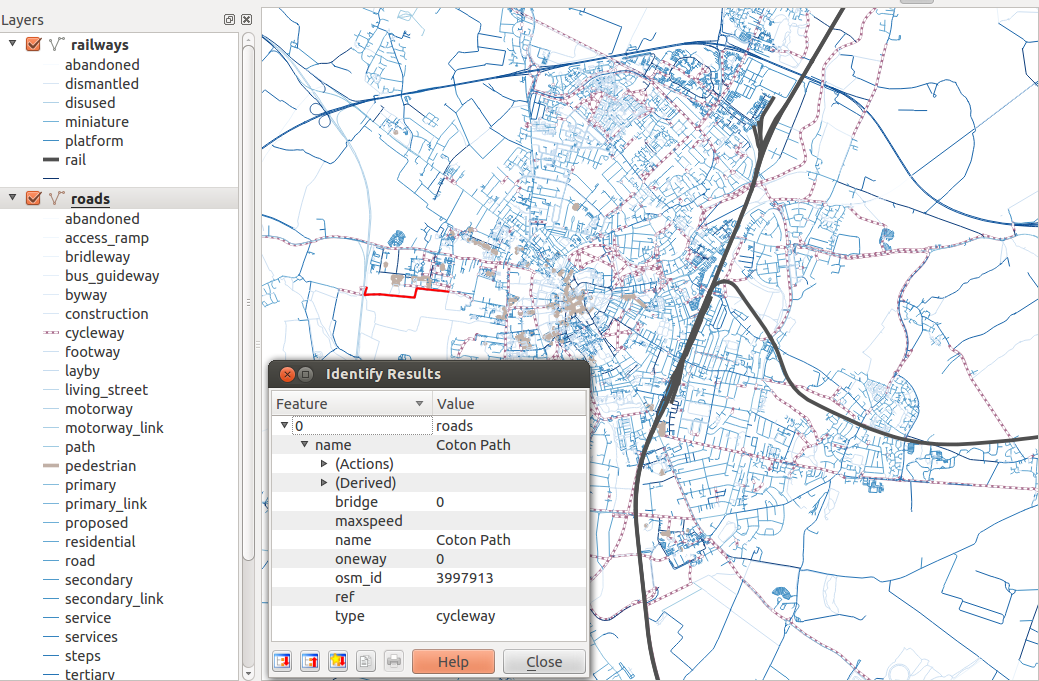 Layers
railways
abandoned
dismantled
disused
miniature
platform
rail
roads
abandoned
access_ramp
bridleway
bus_guideway
byway
construction
cycleway
footway
layby
living_street
motorway
motorway_link
path
pedestrian
primary
primary_link
proposed
residential
road
secondary
secondary_link
service
services
steps
tertiary
Identify Results
Feature Value
0 roads
name Coton Path
(Actions)
(Derived)
bridge 0
maxspeed
name Coton Path
oneway 0
osm_id 3997913
ref
type cycleway
Help Close